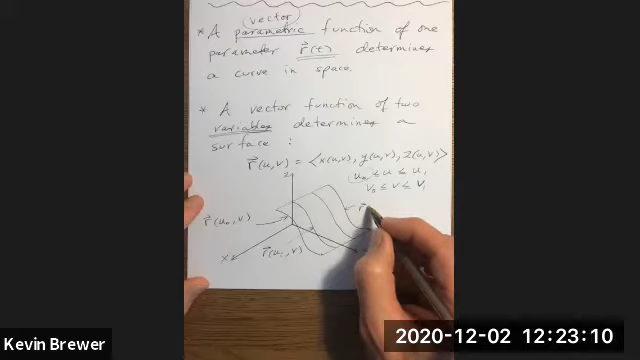 (vector)
* A parametric function of one
parameter r⃗(t) determines
a curve in space
* A vector function of two
variables determines a
surface :
r⃗(u,v) = <x(u,v), y(u,v), z(u,v)>
u₀ ≤ u ≤ u₁
v₀ ≤ v ≤ v₁
z
r⃗(u₀,v)
r⃗
x
Kevin Brewer
2020-12-02 12:23:10